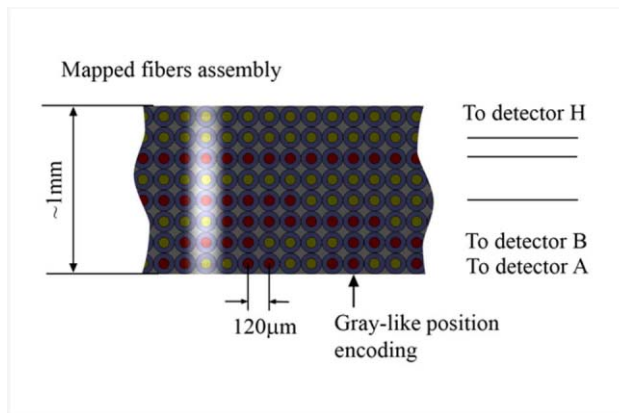 Mapped fibers assembly
To detector H
~1mm
To detector B
To detector A
120μm
Gray-like position
encoding